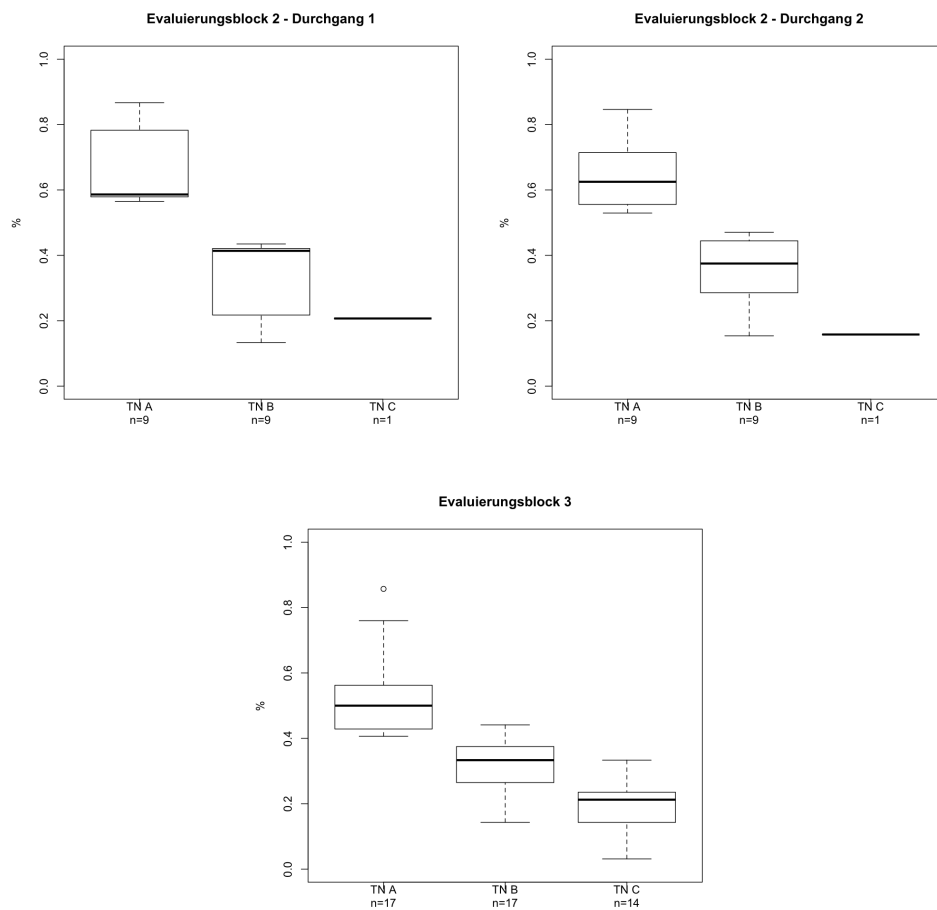 Evaluierungsblock 2 - Durchgang 1
%
1.0
0.8
0.6
0.4
0.2
0.0
TN A
TN B
TN C
n=9
n=9
n=1
Evaluierungsblock 2 - Durchgang 2
%
1.0
0.8
0.6
0.4
0.2
0.0
TN A
TN B
TN C
n=9
n=9
n=1
Evaluierungsblock 3
%
1.0
0.8
0.6
0.4
0.2
0.0
TN A
TN B
TN C
n=17
n=17
n=14